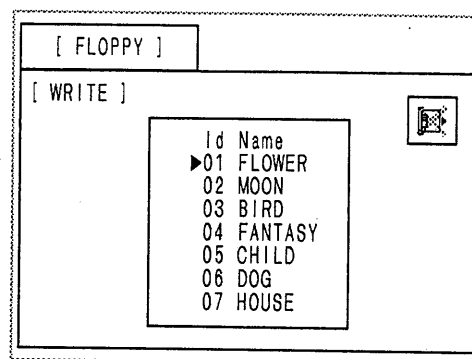 [ FLOPPY ]
[ WRITE ]
Id Name
▶01 FLOWER
02 MOON
03 BIRD
04 FANTASY
05 CHILD
06 DOG
07 HOUSE